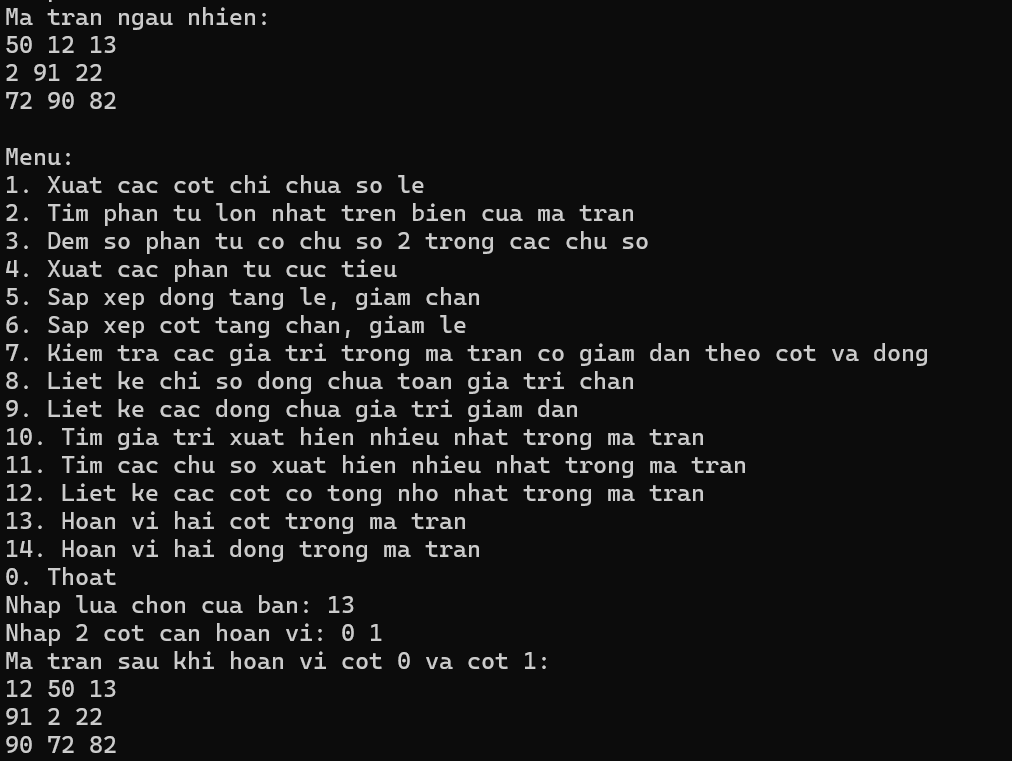 Ma tran ngau nhien:
50 12 13
2 91 22
72 90 82
Menu:
1. Xuat cac cot chi chua so le
2. Tim phan tu lon nhat tren bien cua ma tran
3. Dem so phan tu co chu so 2 trong cac chu so
4. Xuat cac phan tu cuc tieu
5. Sap xep dong tang le, giam chan
6. Sap xep cot tang chan, giam le
7. Kiem tra cac gia tri trong ma tran co giam dan theo cot va dong
8. Liet ke chi so dong chua toan gia tri chan
9. Liet ke cac dong chua gia tri giam dan
10. Tim gia tri xuat hien nhieu nhat trong ma tran
11. Tim cac chu so xuat hien nhieu nhat trong ma tran
12. Liet ke cac cot co tong nho nhat trong ma tran
13. Hoan vi hai cot trong ma tran
14. Hoan vi hai dong trong ma tran
0. Thoat
Nhap lua chon cua ban: 13
Nhap 2 cot can hoan vi: 0 1
Ma tran sau khi hoan vi cot 0 va cot 1:
12 50 13
91 2 22
90 72 82